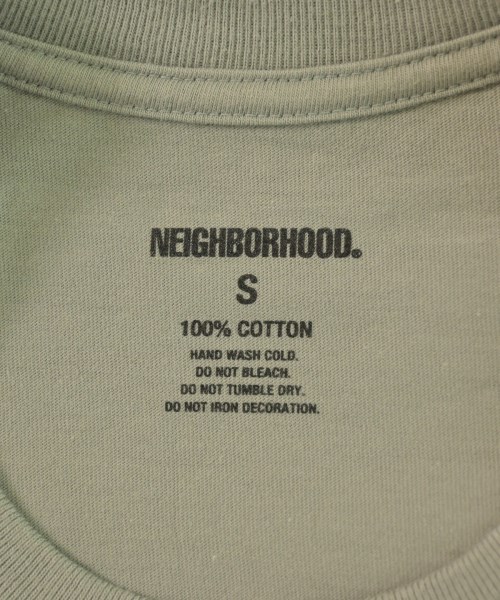 NEIGHBORHOOD®
S
100% COTTON
HAND WASH COLD.
DO NOT BLEACH.
DO NOT TUMBLE DRY.
DO NOT IRON DECORATION.